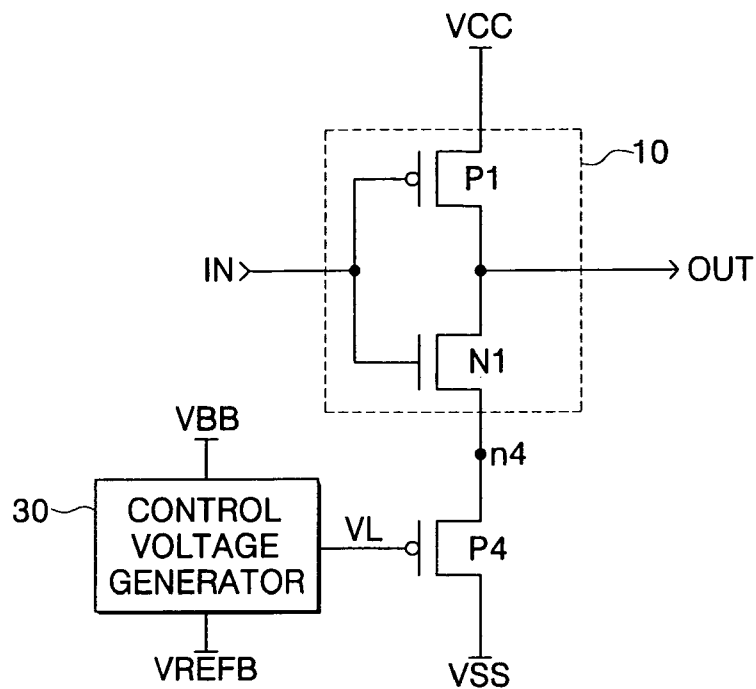 VCC
10
P1
IN
OUT
N1
VBB
n4
30
CONTROL
VOLTAGE
GENERATOR
VL
P4
VREFB
VSS